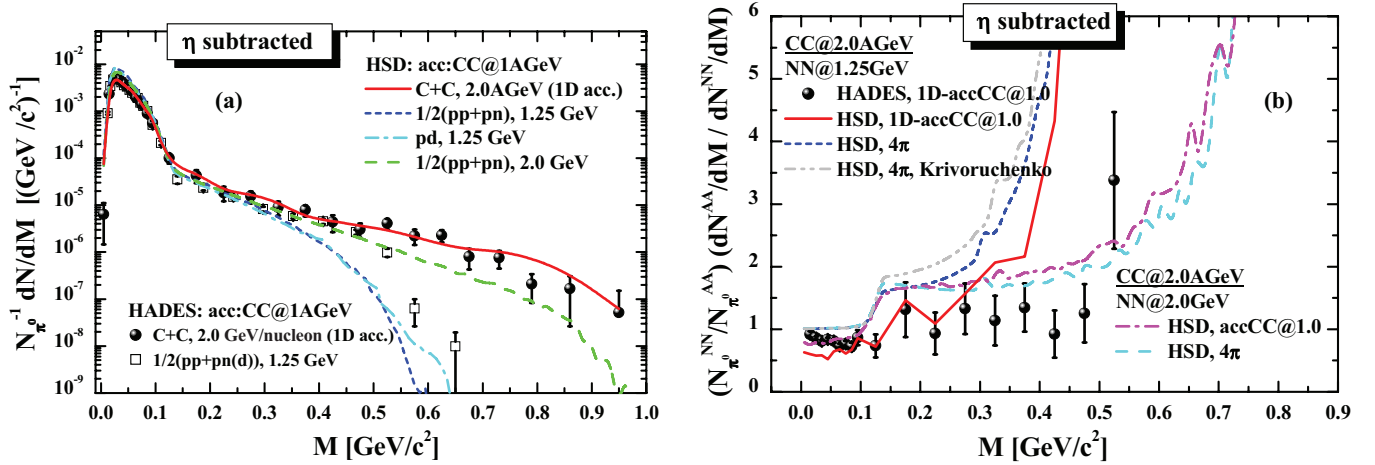 η subtracted
N_π⁰⁻¹ dN/dM [(GeV /c²)⁻¹]
10⁻²
10⁻³
10⁻⁴
10⁻⁵
10⁻⁶
10⁻⁷
10⁻⁸
10⁻⁹
(a)
HSD: acc:CC@1AGeV
C+C, 2.0AGeV (1D acc.)
1/2(pp+pn), 1.25 GeV
pd, 1.25 GeV
1/2(pp+pn), 2.0 GeV
HADES: acc:CC@1AGeV
C+C, 2.0 GeV/nucleon (1D acc.)
1/2(pp+pn(d)), 1.25 GeV
0.0 0.1 0.2 0.3 0.4 0.5 0.6 0.7 0.8 0.9 1.0
M [GeV/c²]
η subtracted
(N_π⁰^NN/N_π⁰^AA) (dN^AA/dM / dN^NN/dM)
6
5
4
3
2
1
0
CC@2.0AGeV
NN@1.25GeV
HADES, 1D-accCC@1.0
HSD, 1D-accCC@1.0
HSD, 4π
HSD, 4π, Krivoruchenko
(b)
CC@2.0AGeV
NN@2.0GeV
HSD, accCC@1.0
HSD, 4π
0.0 0.1 0.2 0.3 0.4 0.5 0.6 0.7 0.8 0.9
M [GeV/c²]